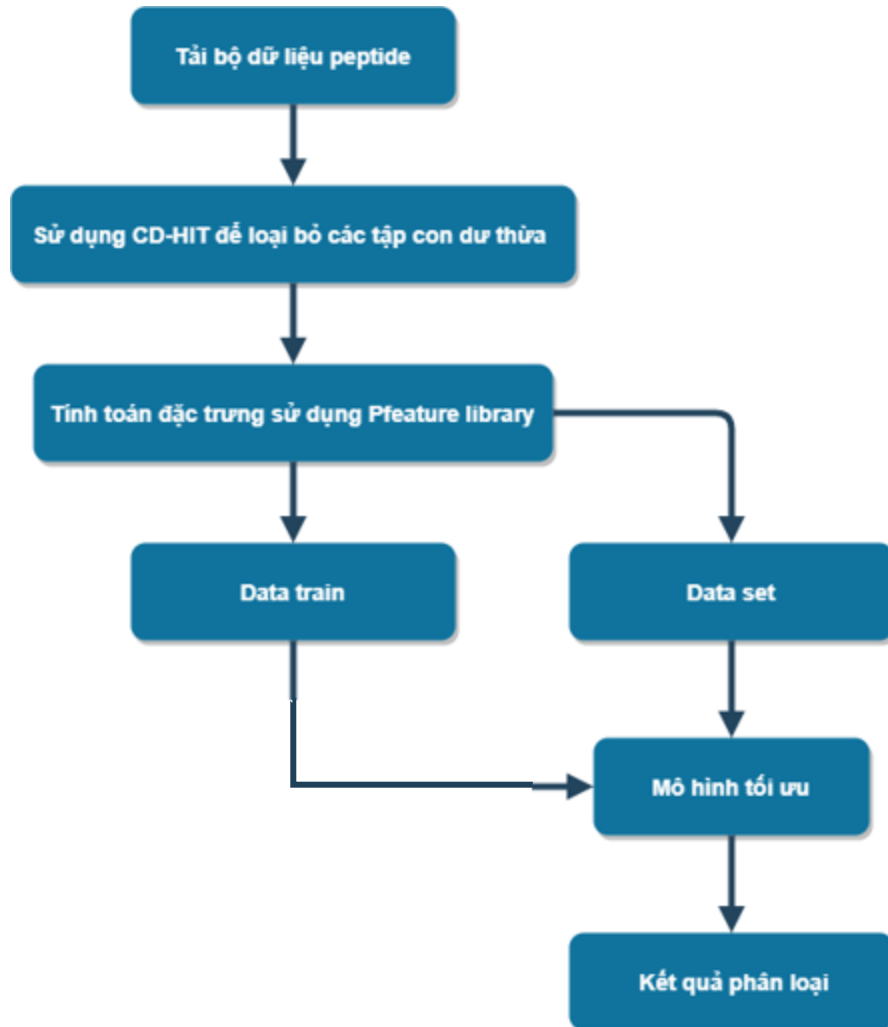 Tải bộ dữ liệu peptide
Sử dụng CD-HIT để loại bỏ các tập con dư thừa
Tính toán đặc trưng sử dụng Pfeature library
Data train
Data set
Mô hình tối ưu
Kết quả phân loại